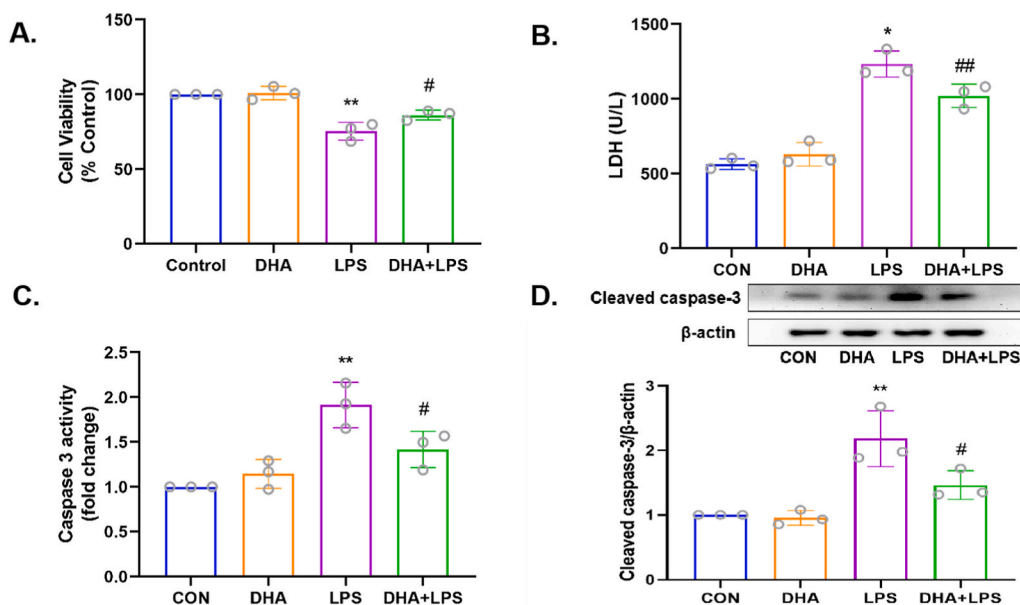 A.
Cell Viability
(% Control)
150
100
50
0
**
#
Control DHA LPS DHA+LPS
B.
LDH (U/L)
1500
1000
500
0
*
##
CON DHA LPS DHA+LPS
C.
Caspase 3 activity
(fold change)
2.5
2.0
1.5
1.0
0.5
0.0
**
#
CON DHA LPS DHA+LPS
D.
Cleaved caspase-3
β-actin
CON DHA LPS DHA+LPS
Cleaved caspase-3/β-actin
3
2
1
0
**
#
CON DHA LPS DHA+LPS